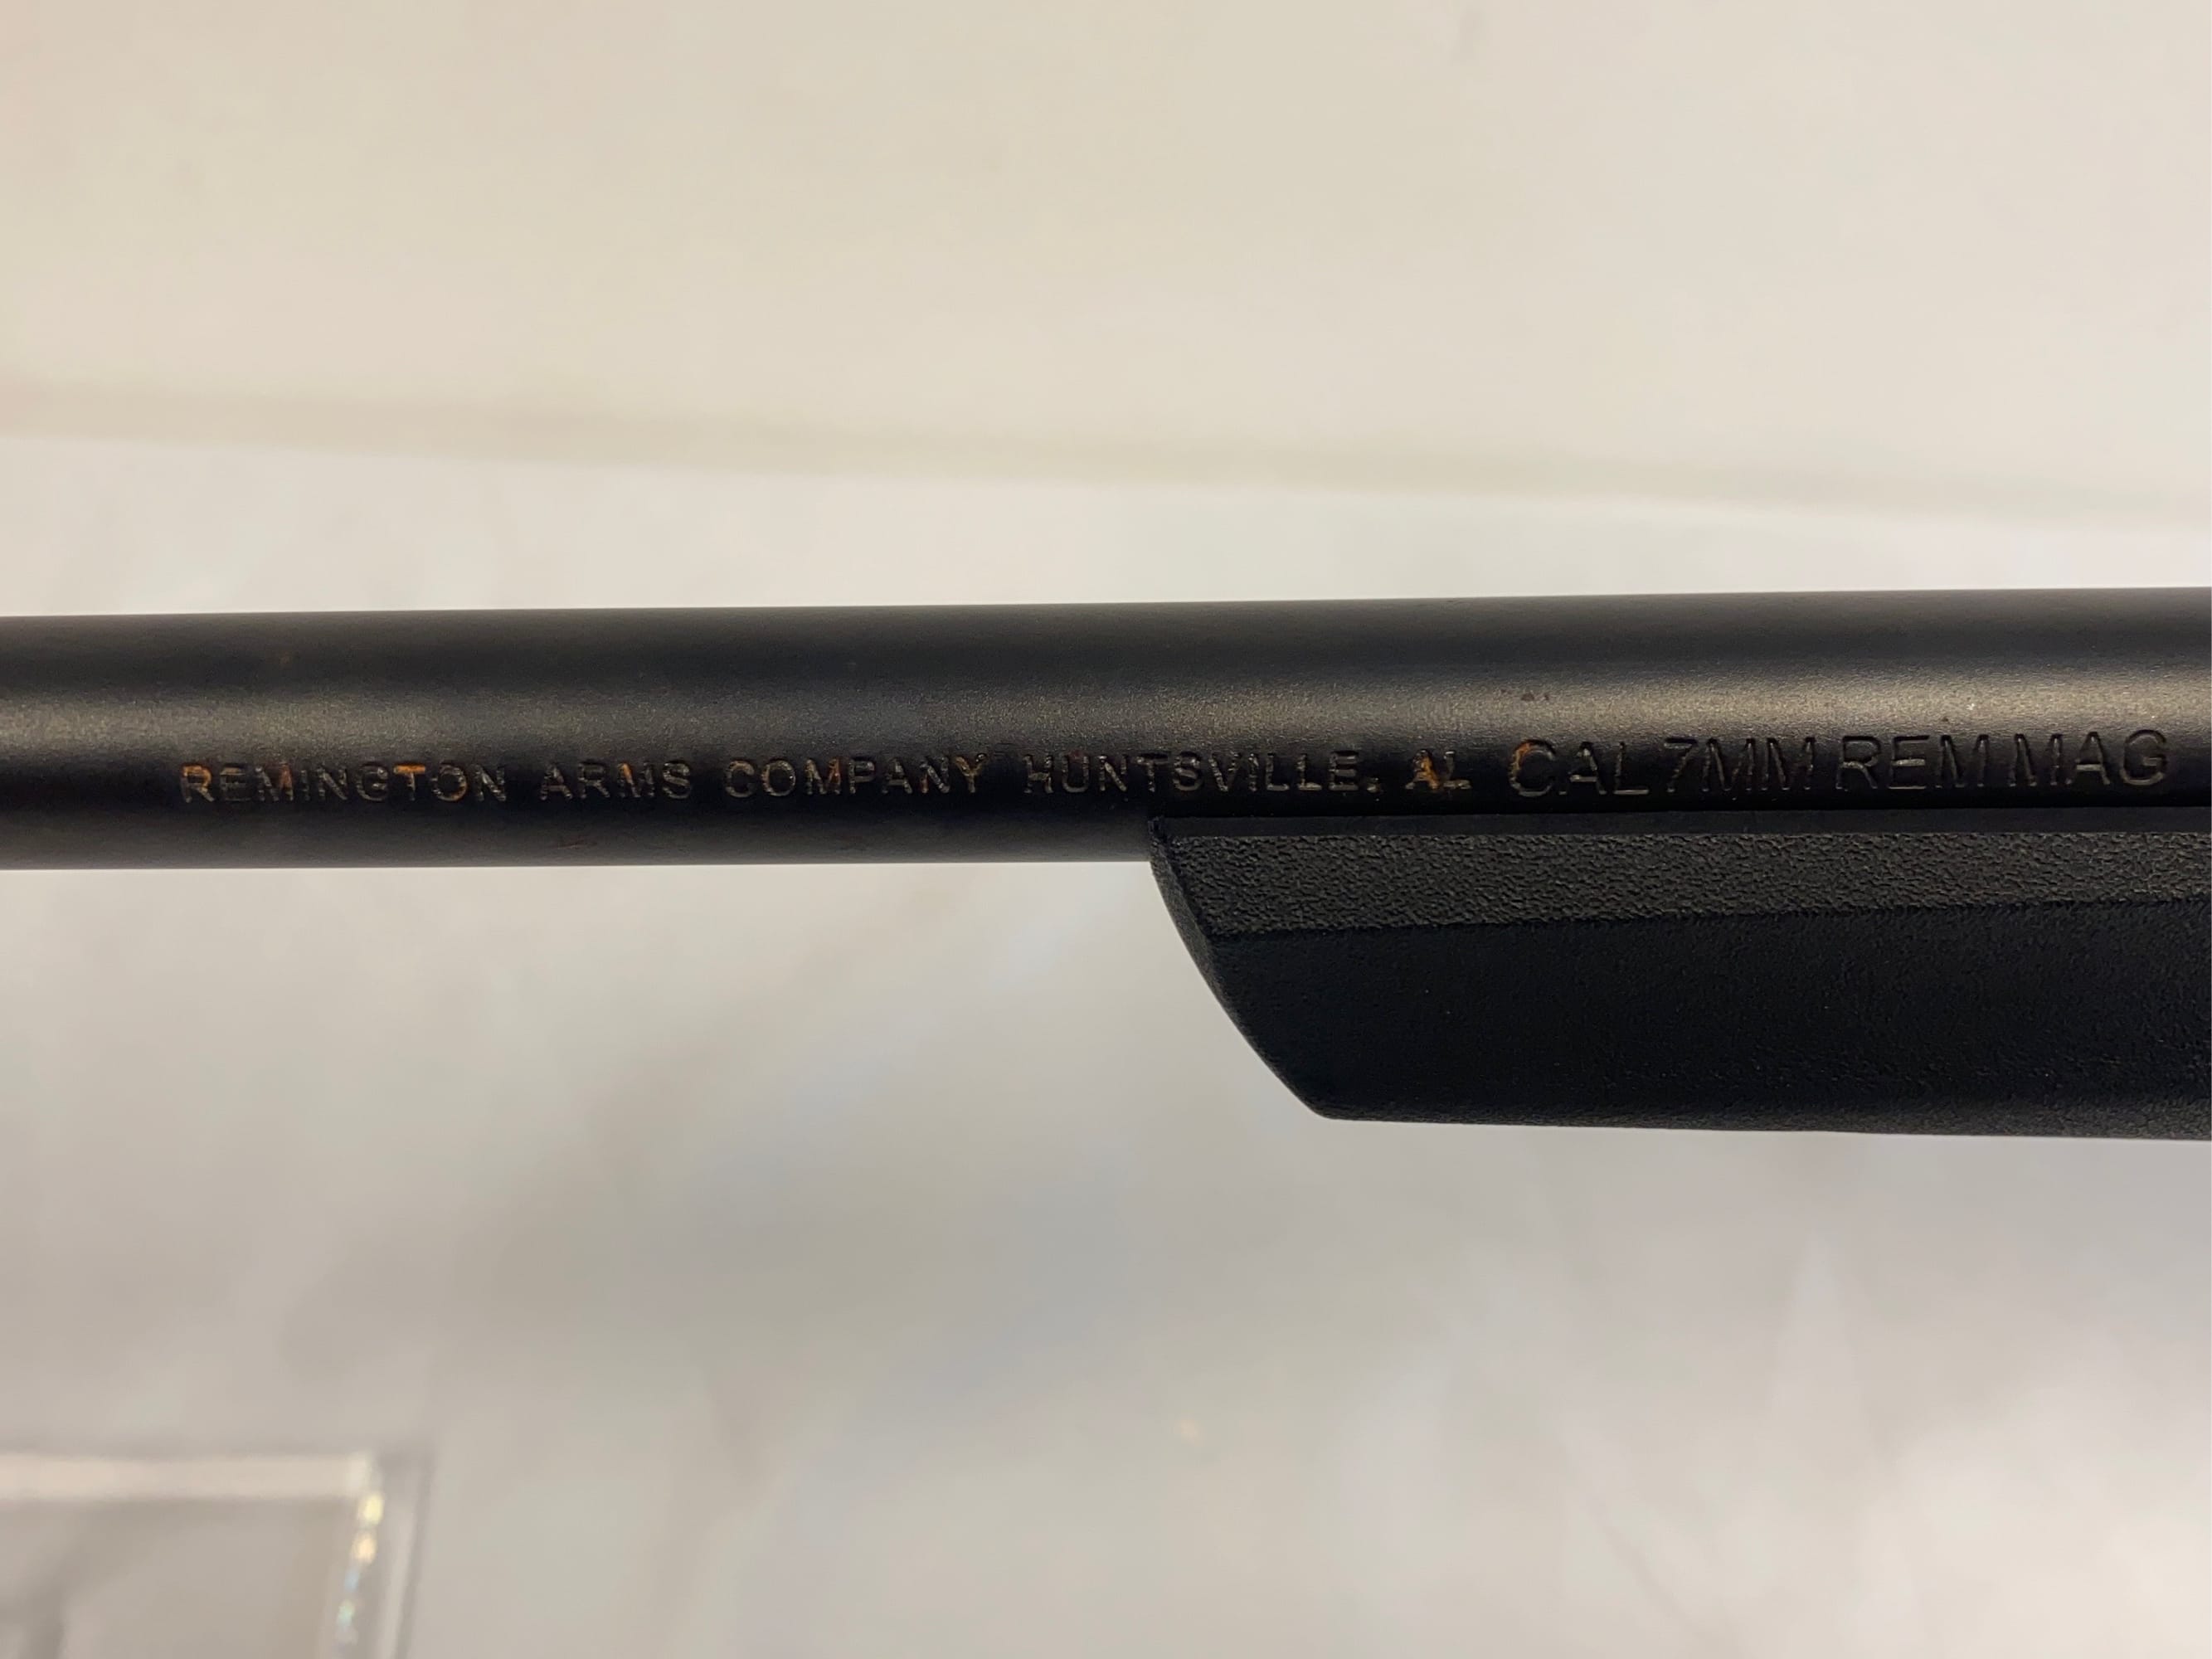 REMINGTON ARMS COMPANY HUNTSVILLE, AL CAL 7MM REM MAG